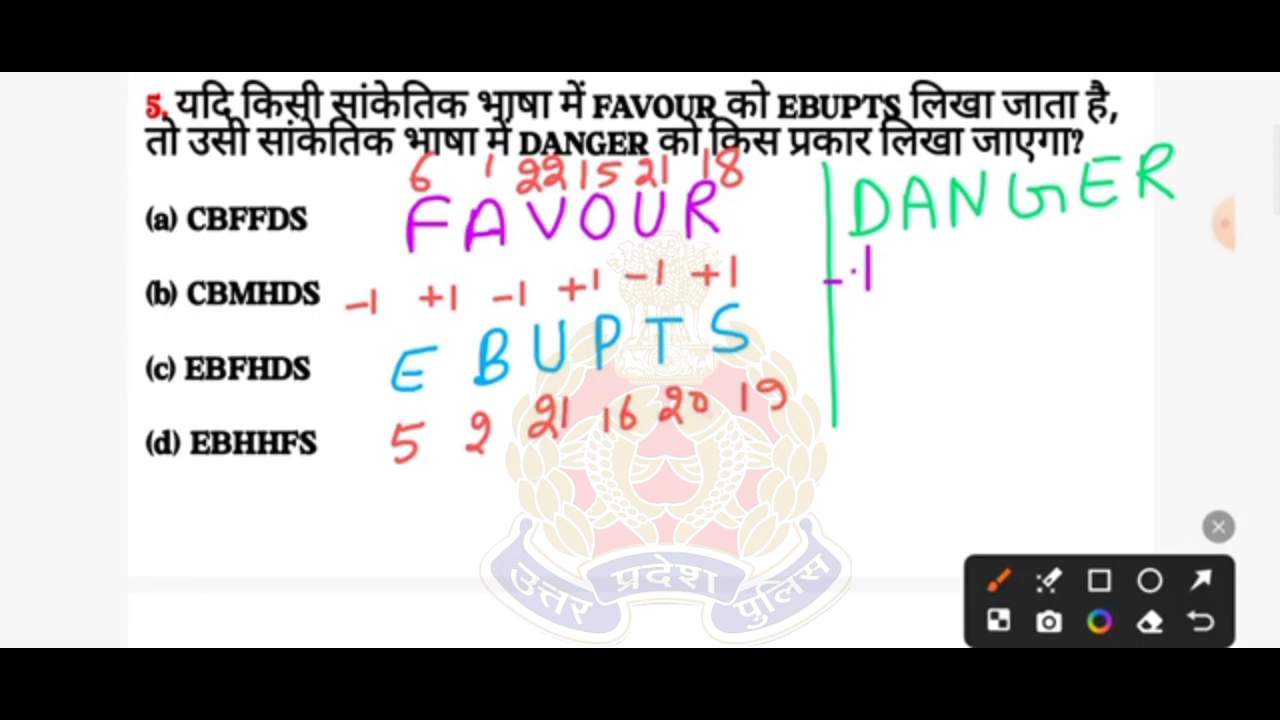 5. यदि किसी सांकेतिक भाषा में FAVOUR को EBUPTS लिखा जाता है,
तो उसी सांकेतिक भाषा में DANGER को किस प्रकार लिखा जाएगा?
6 1 22 15 21 18
FAVOUR
DANGER
(a) CBFFDS
-1 +1 -1 +1 -1 +1
-1
(b) CBMHDS
EBUPTS
(c) EBFHDS
5 2 21 16 20 19
(d) EBHHFS
उत्तर प्रदेश पुलिस